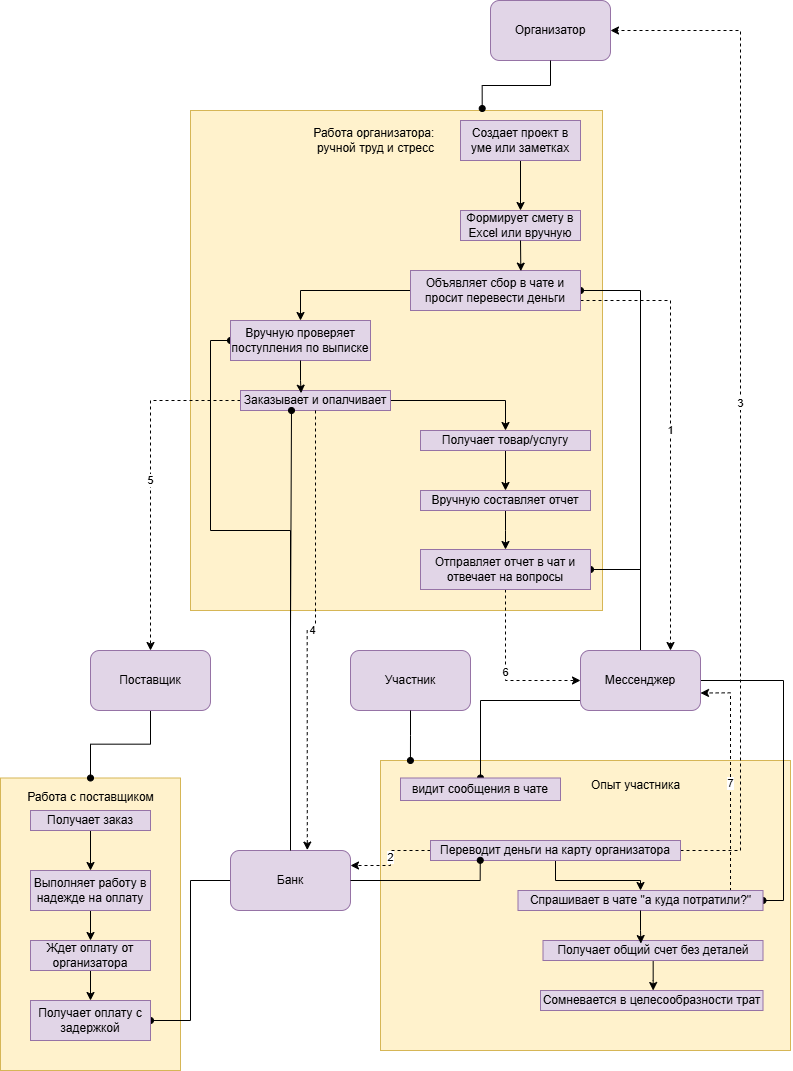 Организатор
Работа организатора:
ручной труд и стресс
Создает проект в
уме или заметках
Формирует смету в
Excel или вручную
Объявляет сбор в чате и
просит перевести деньги
Вручную проверяет
поступления по выписке
Заказывает и опалчивает
3
1
Получает товар/услугу
5
Вручную составляет отчет
Отправляет отчет в чат и
отвечает на вопросы
4
6
Поставщик
Участник
Мессенджер
Работа с поставщиком
Получает заказ
Выполняет работу в
надежде на оплату
Ждет оплату от
организатора
Получает оплату с
задержкой
Банк
2
видит сообщения в чате
Опыт участника
7
Переводит деньги на карту организатора
Спрашивает в чате "а куда потратили?"
Получает общий счет без деталей
Сомневается в целесообразности трат